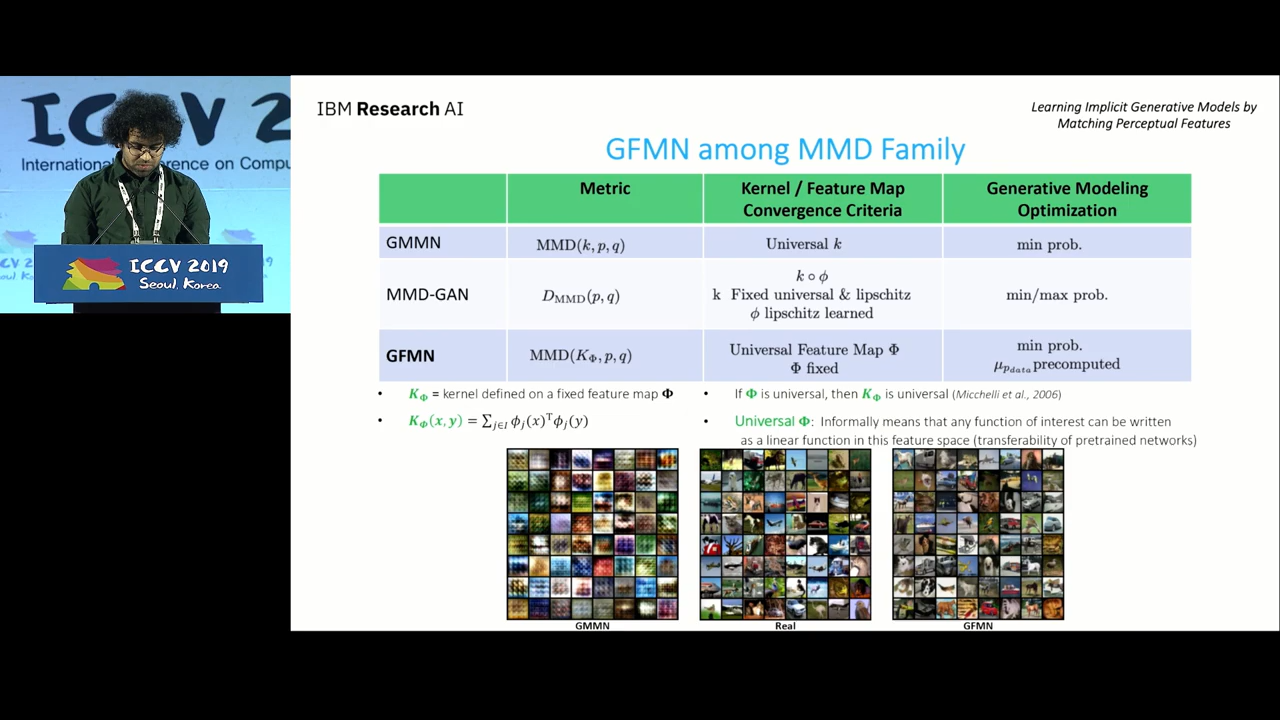 ICCV 2
International Conference on Compu
ICCV 2019
Seoul, Korea
IBM Research AI
Learning Implicit Generative Models by
Matching Perceptual Features
GFMN among MMD Family
Metric
Kernel / Feature Map
Convergence Criteria
Generative Modeling
Optimization
GMMN
MMD(k, p, q)
Universal k
min prob.
MMD-GAN
D_MMD(p, q)
k ∘ ϕ
k Fixed universal & lipschitz
ϕ lipschitz learned
min/max prob.
GFMN
MMD(K_Φ, p, q)
Universal Feature Map Φ
Φ fixed
min prob.
μ_{p_{data}} precomputed
• K_Φ = kernel defined on a fixed feature map Φ
• K_Φ(x, y) = ∑_{j∈I} ϕ_j(x)^T ϕ_j(y)
• If Φ is universal, then K_Φ is universal (Micchelli et al., 2006)
• Universal Φ: Informally means that any function of interest can be written
as a linear function in this feature space (transferability of pretrained networks)
GMMN
Real
GFMN